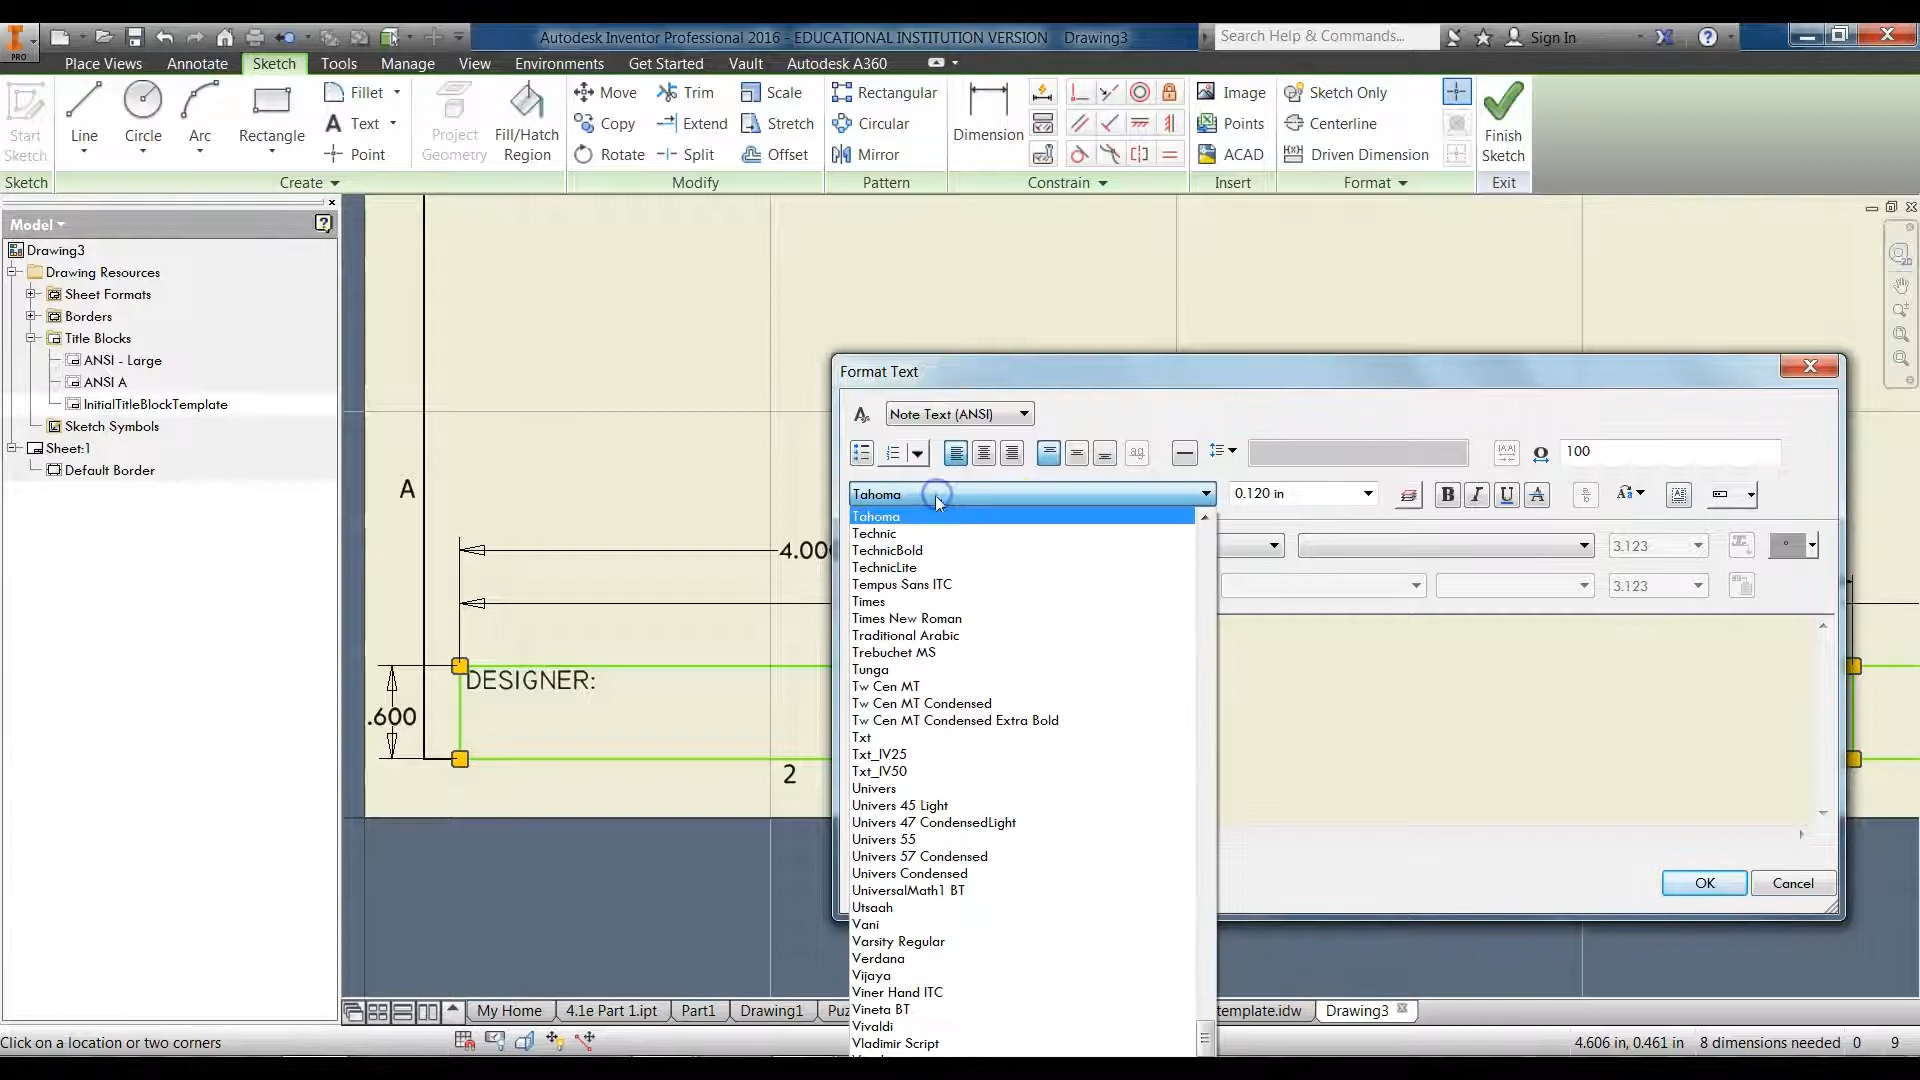 PRO
Autodesk Inventor Professional 2016 - EDUCATIONAL INSTITUTION VERSION Drawing3
Search Help & Commands...
Sign In
Place Views Annotate Sketch Tools Manage View Environments Get Started Vault Autodesk A360
Start Sketch
Line
Circle
Arc
Rectangle
Fillet
Text
Point
Project Geometry
Fill/Hatch Region
Move
Copy
Rotate
Trim
Extend
Split
Scale
Stretch
Offset
Rectangular
Circular
Mirror
Dimension
Image
Points
ACAD
Sketch Only
Centerline
Driven Dimension
Finish Sketch
Sketch Create Modify Pattern Constrain Insert Format Exit
Model
Drawing3
Drawing Resources
Sheet Formats
Borders
Title Blocks
ANSI - Large
ANSI A
InitialTitleBlockTemplate
Sketch Symbols
Sheet:1
Default Border
A
4.00
DESIGNER:
.600
2
Format Text
Note Text (ANSI)
100
Tahoma
0.120 in
B I U A
3.123
3.123
Tahoma
Technic
TechnicBold
TechnicLite
Tempus Sans ITC
Times
Times New Roman
Traditional Arabic
Trebuchet MS
Tunga
Tw Cen MT
Tw Cen MT Condensed
Tw Cen MT Condensed Extra Bold
Txt
Txt_IV25
Txt_IV50
Univers
Univers 45 Light
Univers 47 CondensedLight
Univers 55
Univers 57 Condensed
Univers Condensed
UniversalMath1 BT
Utsaah
Vani
Varsity Regular
Verdana
Vijaya
Viner Hand ITC
Vineta BT
Vivaldi
Vladimir Script
OK
Cancel
My Home 4.1e Part 1.ipt Part1 Drawing1 Puz template.idw Drawing3
Click on a location or two corners
4.606 in, 0.461 in 8 dimensions needed 0 9